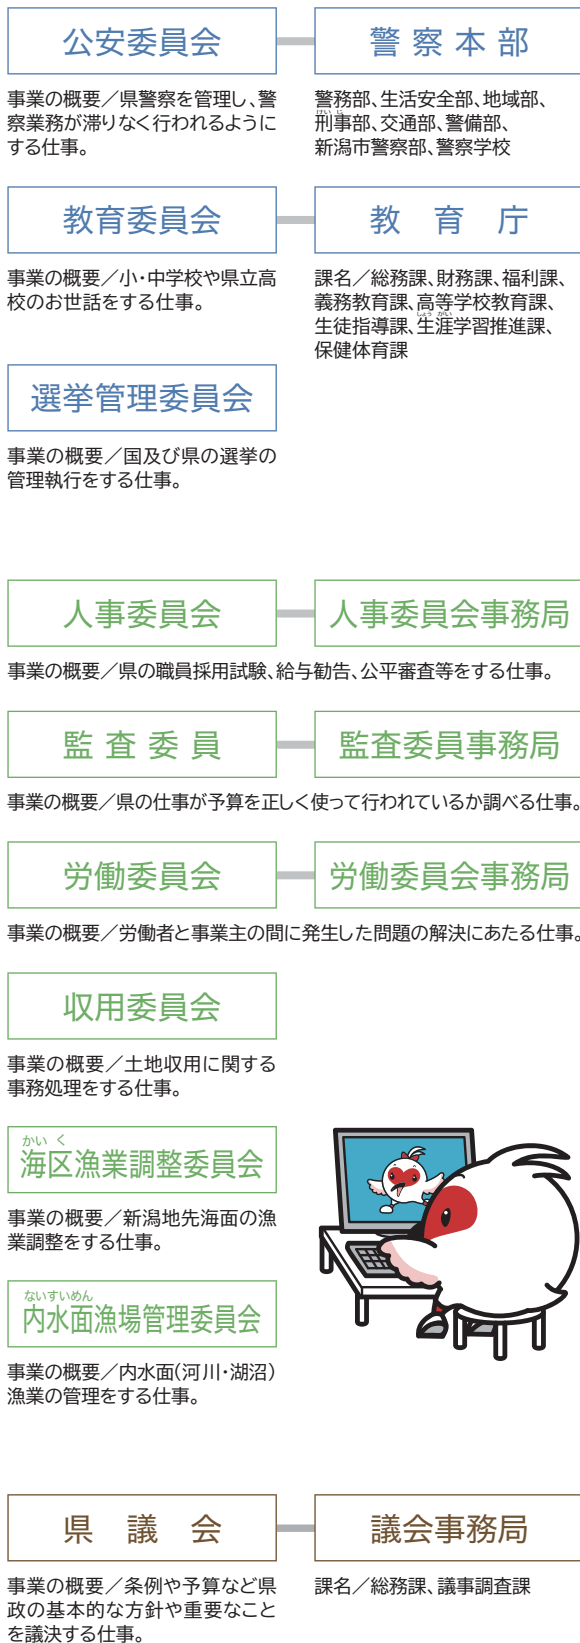 公安委員会
警察本部
事業の概要／県警察を管理し、警
察業務が滞りなく行われるように
する仕事。
警務部、生活安全部、地域部、
けいじ
刑事部、交通部、警備部、
新潟市警察部、警察学校
教育委員会
教育庁
事業の概要／小・中学校や県立高
校のお世話をする仕事。
課名／総務課、財務課、福利課、
義務教育課、高等学校教育課、
しょうがい
生徒指導課、生涯学習推進課、
保健体育課
選挙管理委員会
事業の概要／国及び県の選挙の
管理執行をする仕事。
人事委員会
人事委員会事務局
事業の概要／県の職員採用試験、給与勧告、公平審査等をする仕事。
監査委員
監査委員事務局
事業の概要／県の仕事が予算を正しく使って行われているか調べる仕事。
労働委員会
労働委員会事務局
事業の概要／労働者と事業主の間に発生した問題の解決にあたる仕事。
収用委員会
事業の概要／土地収用に関する
事務処理をする仕事。
かいく
海区漁業調整委員会
事業の概要／新潟地先海面の漁
業調整をする仕事。
ないすいめん
内水面漁場管理委員会
事業の概要／内水面(河川・湖沼)
漁業の管理をする仕事。
県議会
議会事務局
事業の概要／条例や予算など県
政の基本的な方針や重要なこと
を議決する仕事。
課名／総務課、議事調査課